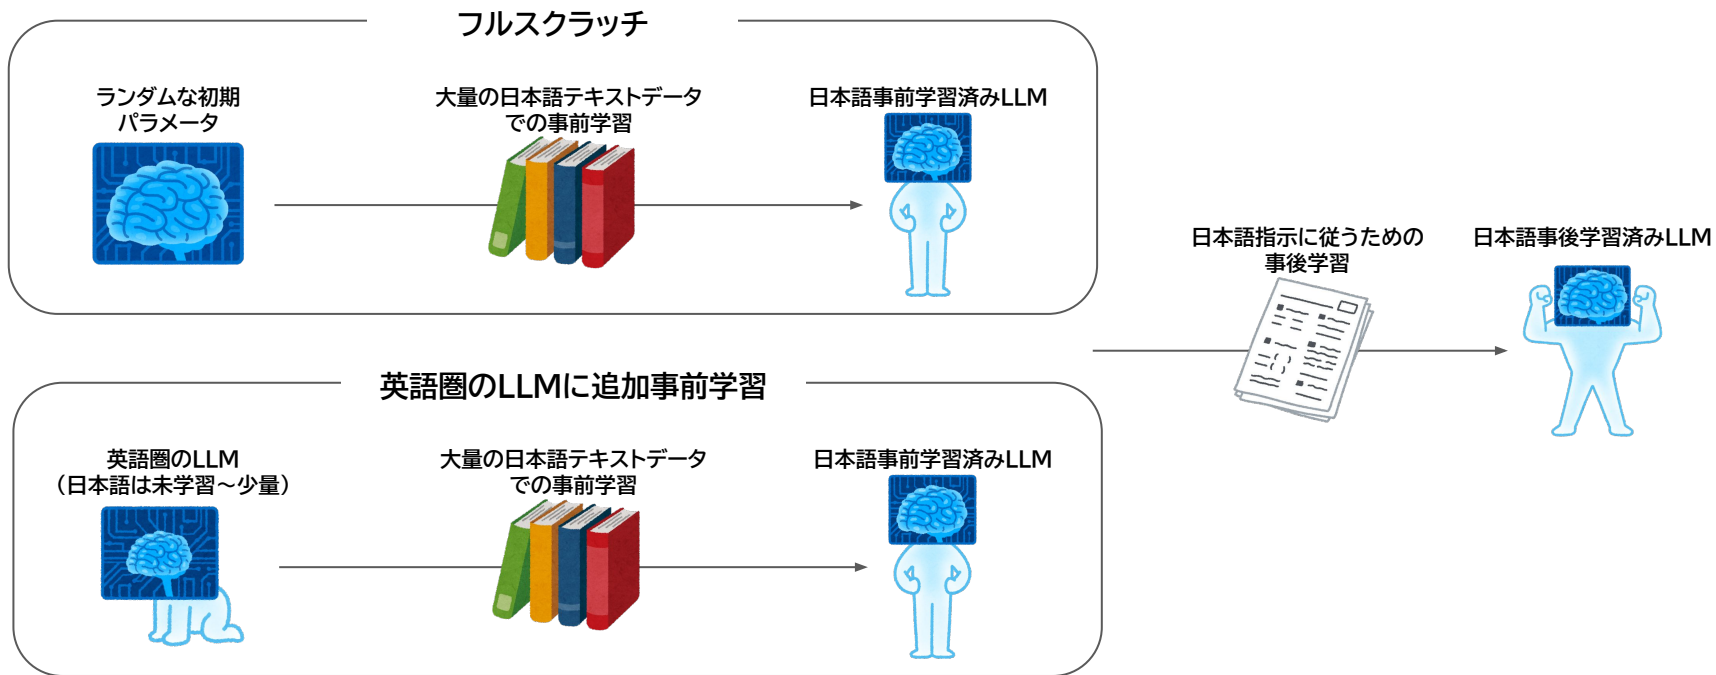 フルスクラッチ
ランダムな初期
パラメータ
大量の日本語テキストデータ
での事前学習
日本語事前学習済みLLM
日本語指示に従うための
事後学習
日本語事後学習済みLLM
英語圏のLLMに追加事前学習
英語圏のLLM
（日本語は未学習～少量）
大量の日本語テキストデータ
での事前学習
日本語事前学習済みLLM